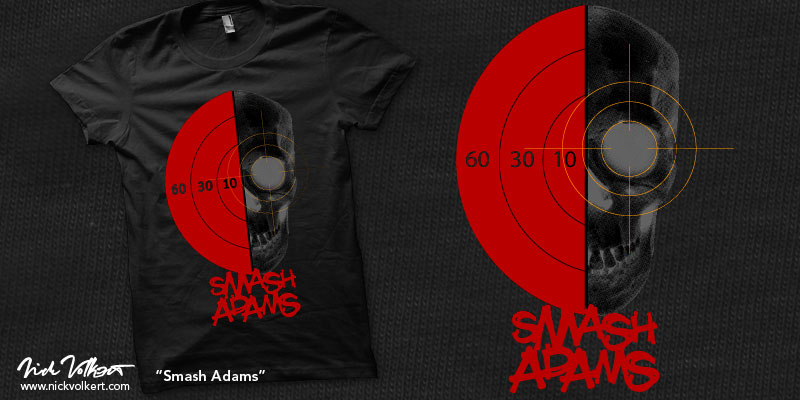 60 30 10
SMASH
ADAMS
60 30 10
SMASH
ADAMS
Nick Volkert
www.nickvolkert.com
"Smash Adams"